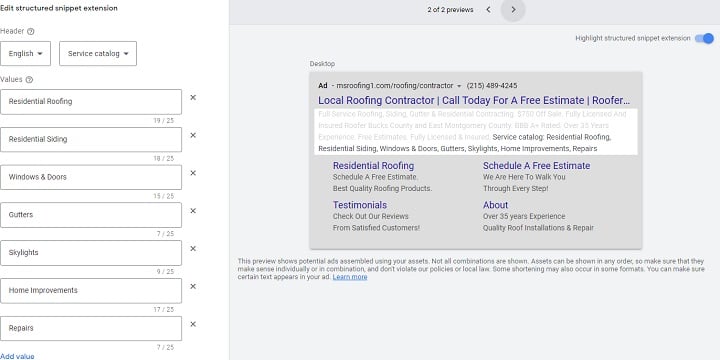 Edit structured snippet extension
Header
English
Service catalog
Values
Residential Roofing
19 / 25
Residential Siding
18 / 25
Windows & Doors
15 / 25
Gutters
7 / 25
Skylights
9 / 25
Home Improvements
17 / 25
Repairs
7 / 25
Add value
2 of 2 previews
Highlight structured snippet extension
Desktop
Ad · msroofing1.com/roofing/contractor (215) 489-4245
Local Roofing Contractor | Call Today For A Free Estimate | Roofer...
Full Service Roofing, Siding, Gutter & Residential Contracting. $750 Off Sale. Fully Licensed And
Insured Roofer Bucks County and East Montgomery County. BBB A+ Rated. Over 35 Years
Experience. Free Estimates. Fully Licensed & Insured. Service catalog: Residential Roofing,
Residential Siding, Windows & Doors, Gutters, Skylights, Home Improvements, Repairs
Residential Roofing
Schedule A Free Estimate.
Best Quality Roofing Products.
Schedule A Free Estimate
We Are Here To Walk You
Through Every Step!
Testimonials
Check Out Our Reviews
From Satisfied Customers!
About
Over 35 years Experience
Quality Roof Installations & Repair
This preview shows potential ads assembled using your assets. Not all combinations are shown. Assets can be shown in any order, so make sure that they
make sense individually or in combination, and don't violate our policies or local law. Some shortening may also occur in some formats. You can make sure
certain text appears in your ad. Learn more